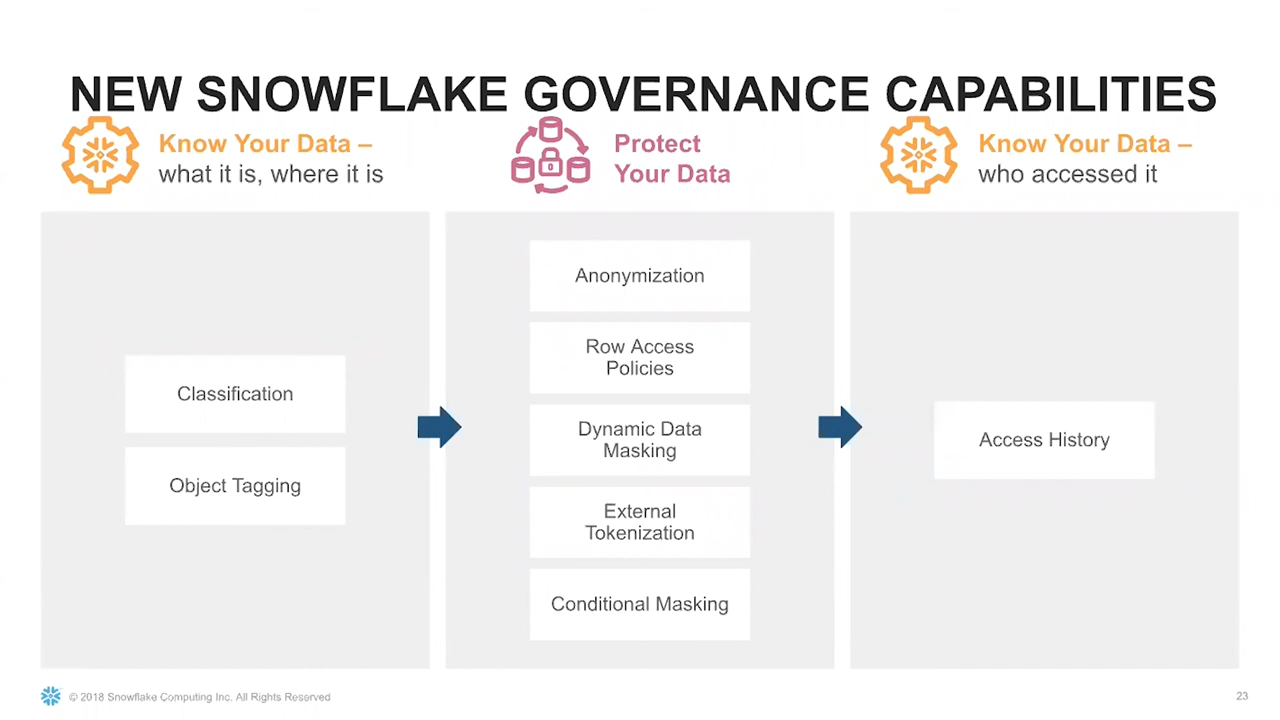 NEW SNOWFLAKE GOVERNANCE CAPABILITIES
Know Your Data –
what it is, where it is
Classification
Object Tagging
Protect
Your Data
Anonymization
Row Access
Policies
Dynamic Data
Masking
External
Tokenization
Conditional Masking
Know Your Data –
who accessed it
Access History
© 2018 Snowflake Computing Inc. All Rights Reserved
23